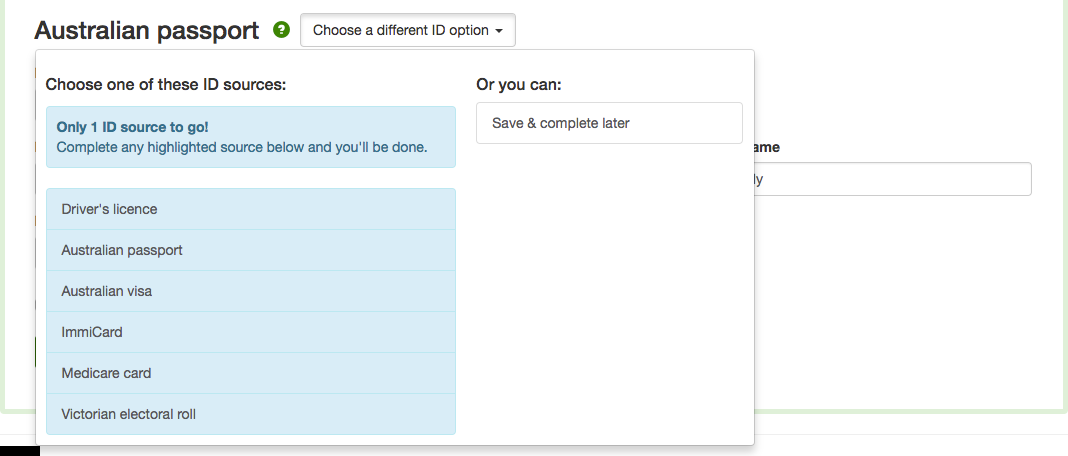 Australian passport ? Choose a different ID option
Choose one of these ID sources:
Only 1 ID source to go!
Complete any highlighted source below and you'll be done.
Driver's licence
Australian passport
Australian visa
ImmiCard
Medicare card
Victorian electoral roll
Or you can:
Save & complete later